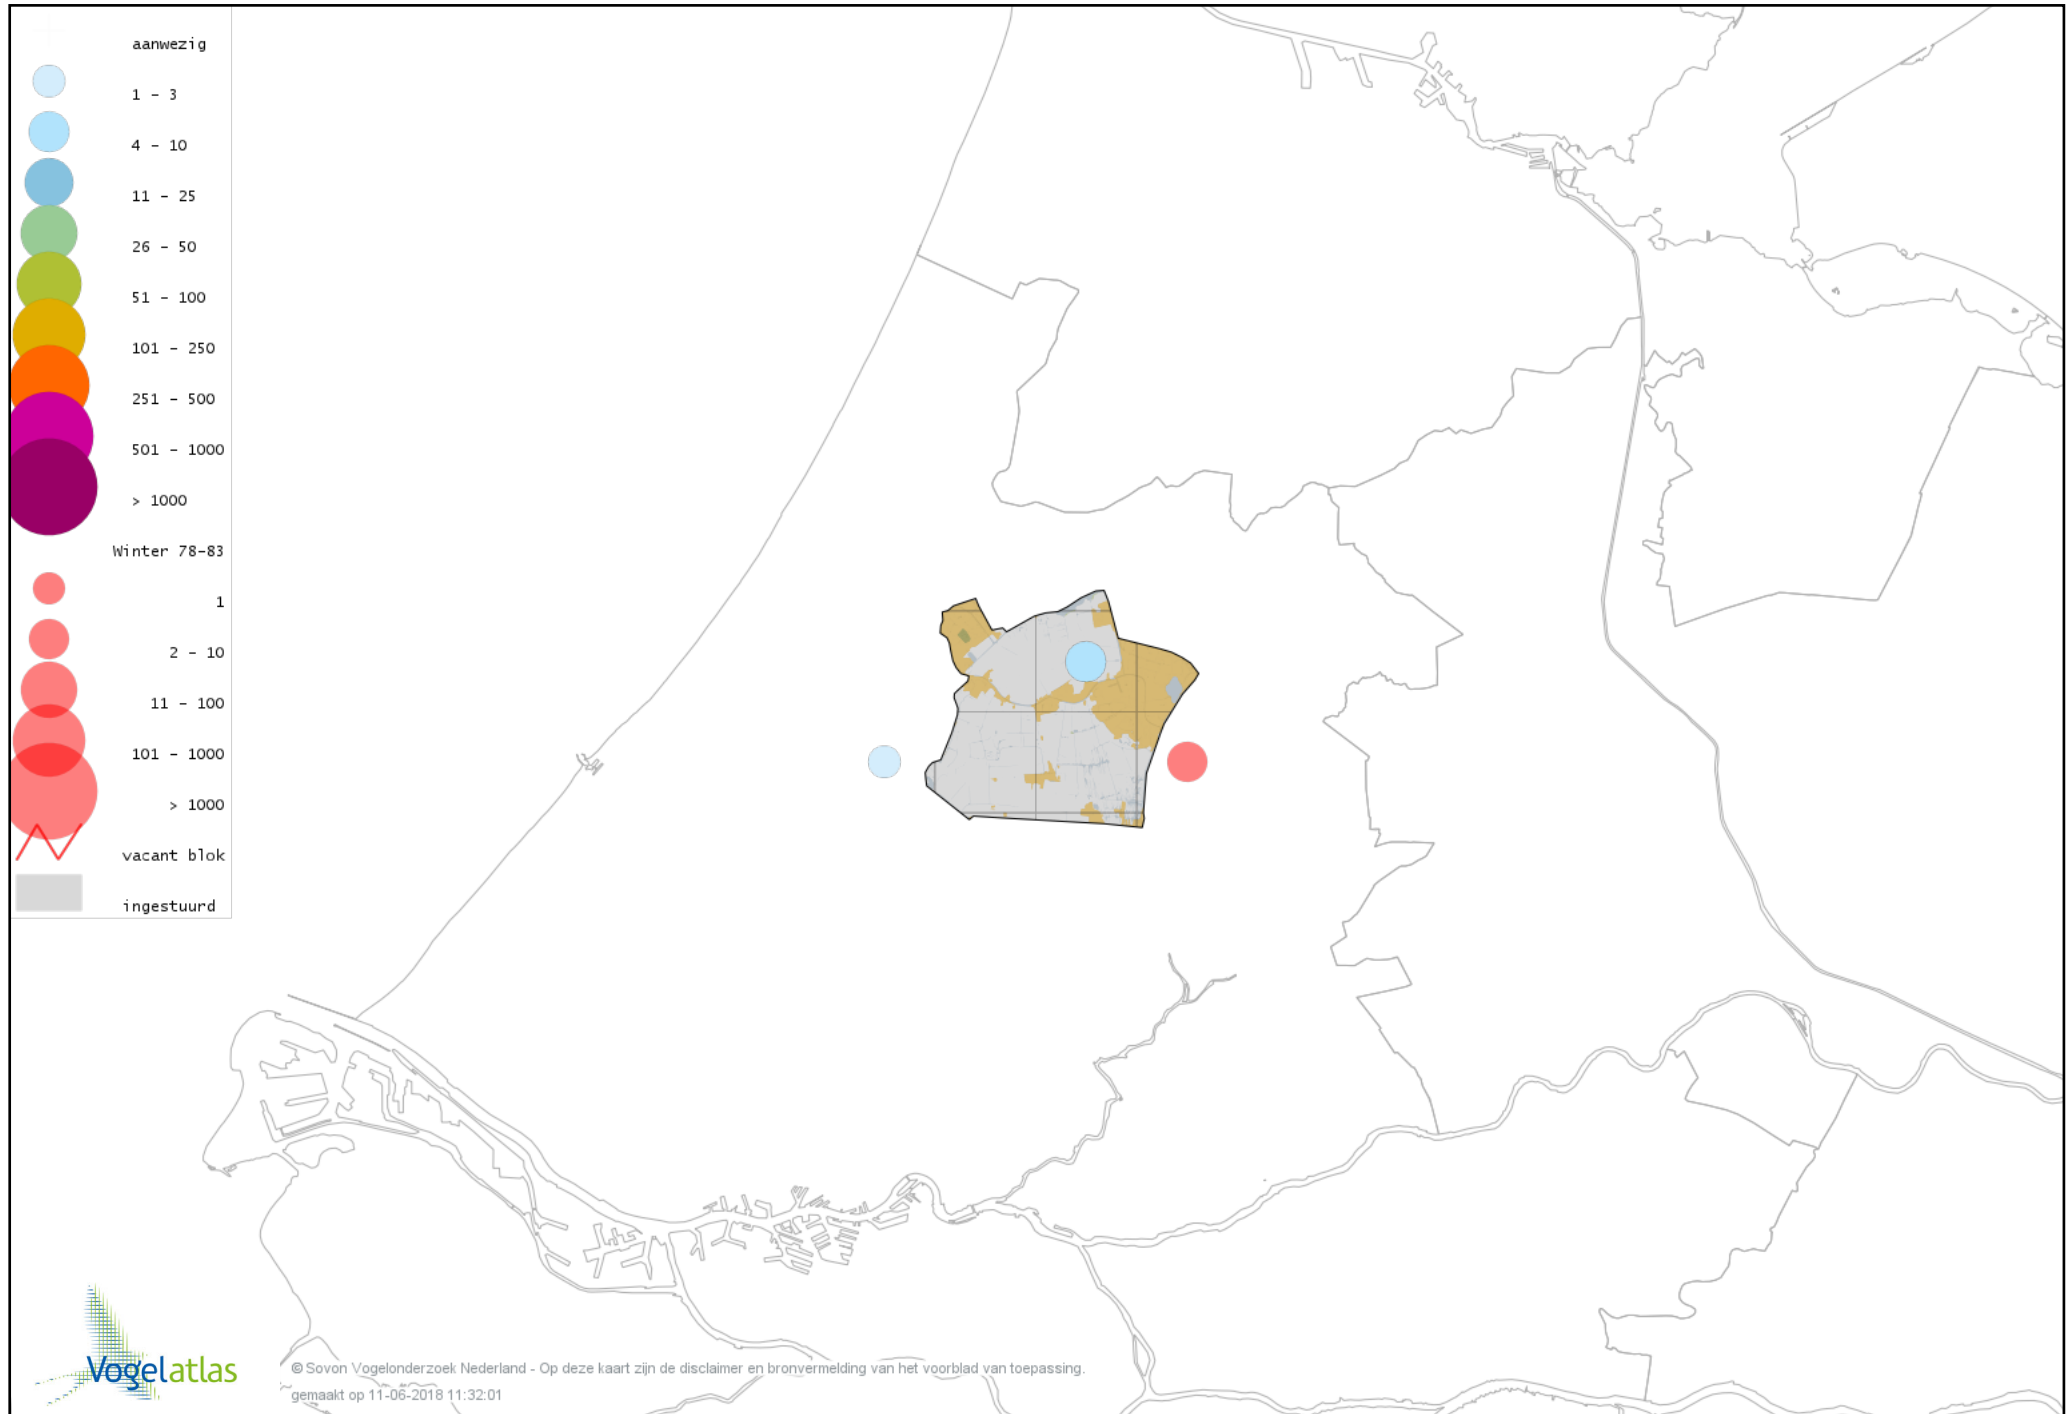 aanwezig
1 - 3
4 - 10
11 - 25
26 - 50
51 - 100
101 - 250
251 - 500
501 - 1000
> 1000
Winter 78-83
1
2 - 10
11 - 100
101 - 1000
> 1000
vacant blok
ingestuurd
Vogelatlas
© Sovon Vogelonderzoek Nederland - Op deze kaart zijn de disclaimer en bronvermelding van het voorblad van toepassing.
gemaakt op 11-06-2018 11:32:01